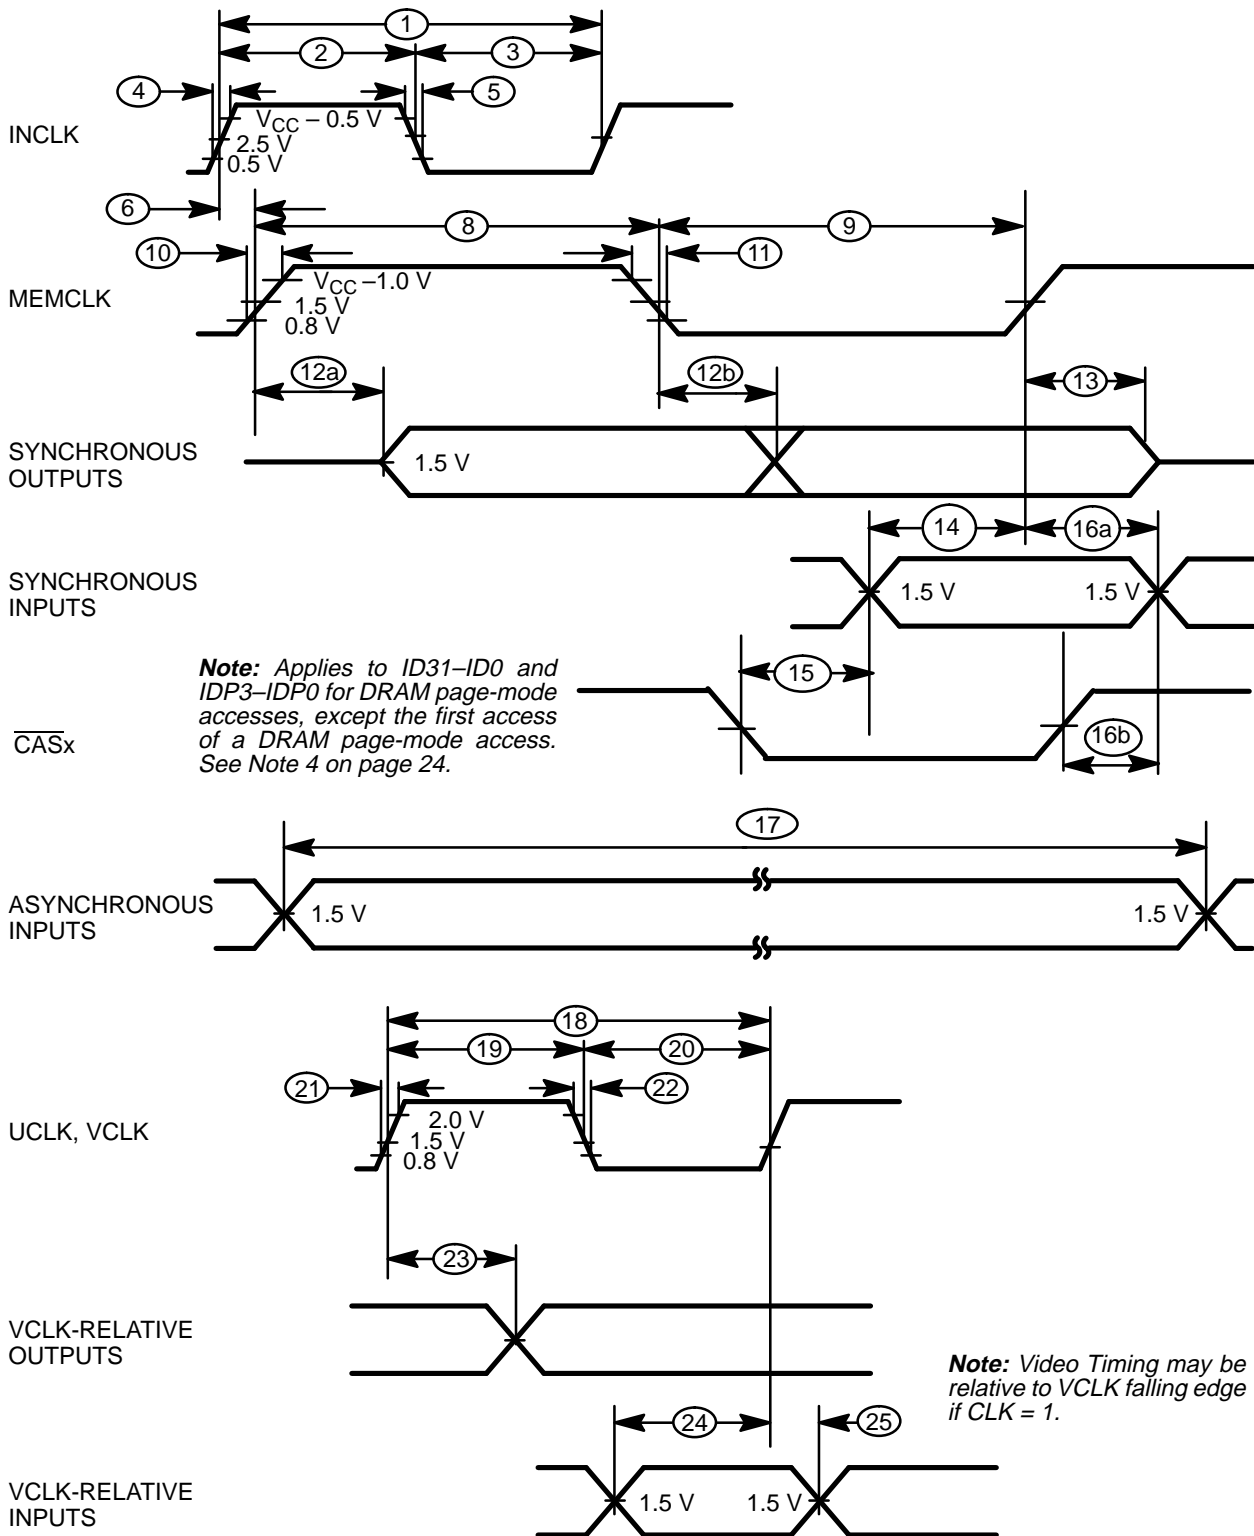 1
2
3
4
5
INCLK
VCC – 0.5 V
2.5 V
0.5 V
6
8
9
10
11
MEMCLK
VCC –1.0 V
1.5 V
0.8 V
12a
12b
13
SYNCHRONOUS
OUTPUTS
1.5 V
14
16a
SYNCHRONOUS
INPUTS
1.5 V
1.5 V
Note: Applies to ID31–ID0 and
IDP3–IDP0 for DRAM page-mode
accesses, except the first access
of a DRAM page-mode access.
See Note 4 on page 24.
15
CASx
16b
17
ASYNCHRONOUS
INPUTS
1.5 V
1.5 V
18
19
20
21
22
UCLK, VCLK
2.0 V
1.5 V
0.8 V
23
VCLK-RELATIVE
OUTPUTS
Note: Video Timing may be
relative to VCLK falling edge
if CLK = 1.
24
25
VCLK-RELATIVE
INPUTS
1.5 V
1.5 V